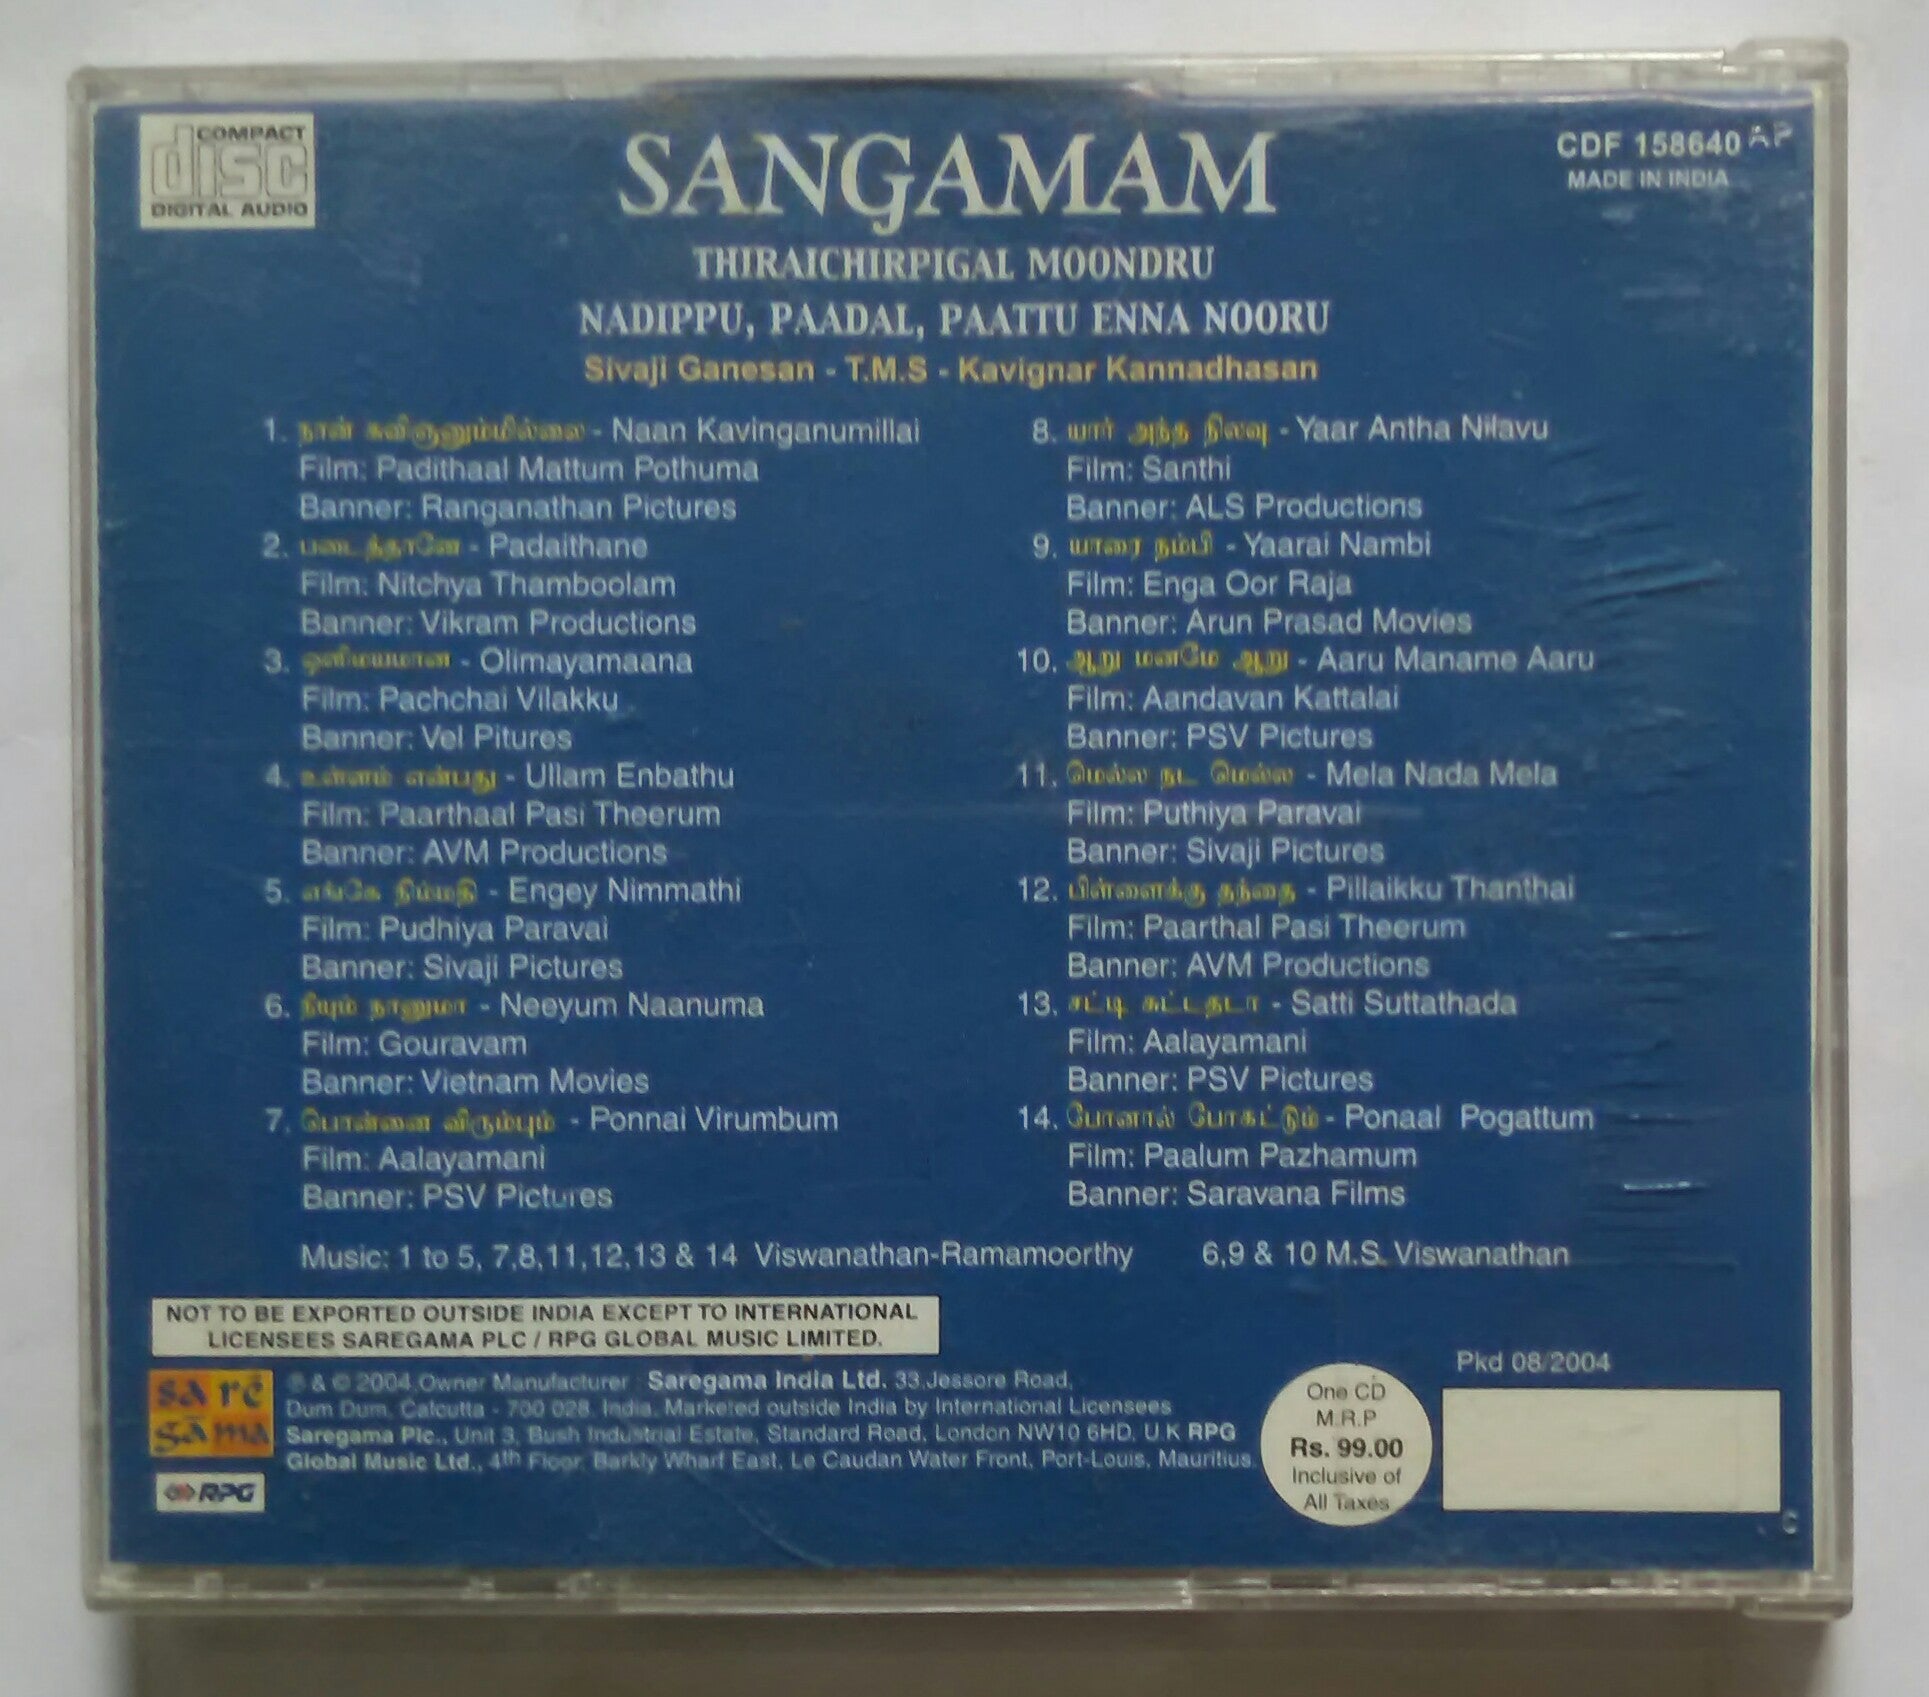 COMPACT
disc
DIGITAL AUDIO
SANGAMAM
CDF 158640 AP
MADE IN INDIA
THIRAICHIRPIGAL MOONDRU
NADIPPU, PAADAL, PAATTU ENNA NOORU
Sivaji Ganesan - T.M.S - Kavignar Kannadhasan
1. நான் கவிஞனும்மில்லை - Naan Kavinganumillai
Film: Padithaal Mattum Pothuma
Banner: Ranganathan Pictures
2. படைத்தானே - Padaithane
Film: Nitchya Thamboolam
Banner: Vikram Productions
3. ஒளிமயமான - Olimayamaana
Film: Pachchai Vilakku
Banner: Vel Pitures
4. உள்ளம் என்பது - Ullam Enbathu
Film: Paarthaal Pasi Theerum
Banner: AVM Productions
5. எங்கே நிம்மதி - Engey Nimmathi
Film: Pudhiya Paravai
Banner: Sivaji Pictures
6. நீயும் நானுமா - Neeyum Naanuma
Film: Gouravam
Banner: Vietnam Movies
7. பொன்னை விரும்பும் - Ponnai Virumbum
Film: Aalayamani
Banner: PSV Pictures
8. யார் அந்த நிலவு - Yaar Antha Nilavu
Film: Santhi
Banner: ALS Productions
9. யாரை நம்பி - Yaarai Nambi
Film: Enga Oor Raja
Banner: Arun Prasad Movies
10. ஆறு மனமே ஆறு - Aaru Maname Aaru
Film: Aandavan Kattalai
Banner: PSV Pictures
11. மெல்ல நட மெல்ல - Mela Nada Mela
Film: Puthiya Paravai
Banner: Sivaji Pictures
12. பிள்ளைக்கு தந்தை - Pillaikku Thanthai
Film: Paarthal Pasi Theerum
Banner: AVM Productions
13. சட்டி சுட்டதடா - Satti Suttathada
Film: Aalayamani
Banner: PSV Pictures
14. போனால் போகட்டும் - Ponaal Pogattum
Film: Paalum Pazhamum
Banner: Saravana Films
Music: 1 to 5, 7,8,11,12,13 & 14 Viswanathan-Ramamoorthy 6,9 & 10 M.S. Viswanathan
NOT TO BE EXPORTED OUTSIDE INDIA EXCEPT TO INTERNATIONAL
LICENSEES SAREGAMA PLC / RPG GLOBAL MUSIC LIMITED.
sa rē
gā ma
RPG
℗ & © 2004 Owner Manufacturer : Saregama India Ltd. 33, Jessore Road,
Dum Dum, Calcutta - 700 028. India. Marketed outside India by International Licensees
Saregama Plc., Unit 3, Bush Industrial Estate, Standard Road, London NW10 6HD, U.K RPG
Global Music Ltd., 4th Floor, Barkly Wharf East, Le Caudan Water Front, Port-Louis, Mauritius.
One CD
M.R.P
Rs. 99.00
Inclusive of
All Taxes
Pkd 08/2004
C